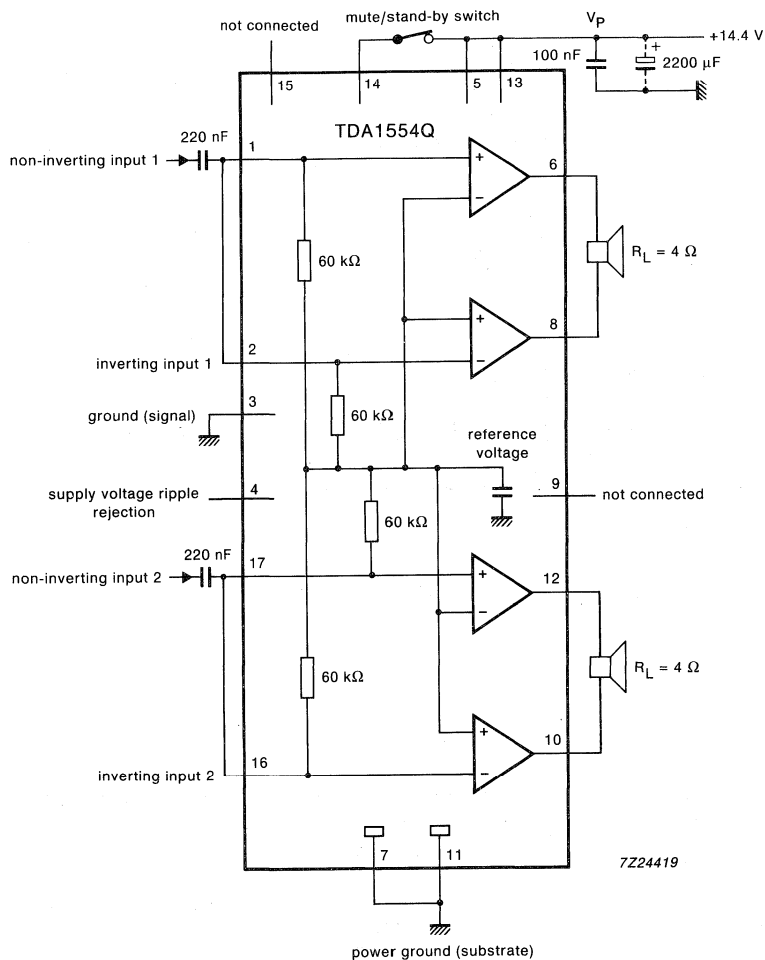 mute/stand-by switch
not connected
V_P
+14.4 V
100 nF
+
2200 µF
15
14
5
13
TDA1554Q
220 nF
non-inverting input 1
1
+
−
6
60 kΩ
R_L = 4 Ω
+
−
8
inverting input 1
2
3
ground (signal)
60 kΩ
reference
voltage
supply voltage ripple
rejection
4
9
not connected
60 kΩ
220 nF
non-inverting input 2
17
+
−
12
60 kΩ
R_L = 4 Ω
+
−
10
inverting input 2
16
7
11
7Z24419
power ground (substrate)